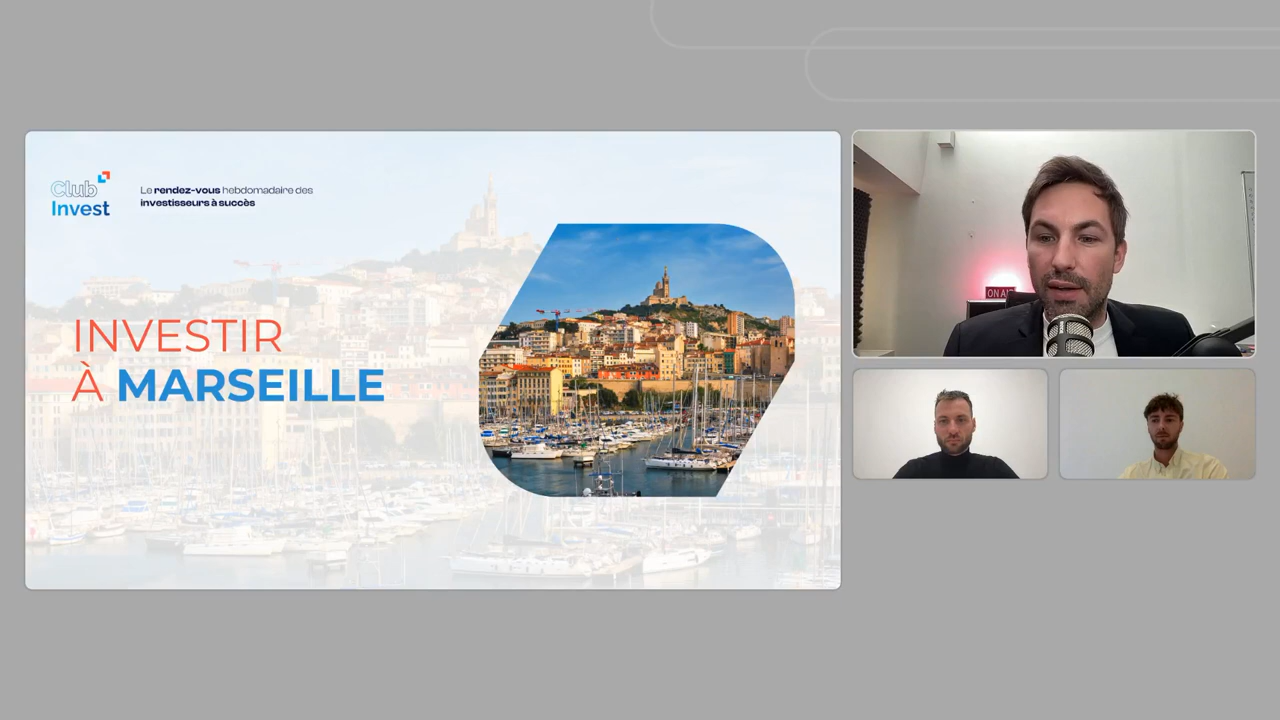 Club
Invest
Le rendez-vous hebdomadaire des
investisseurs à succès
INVESTIR
À MARSEILLE
ON AIR